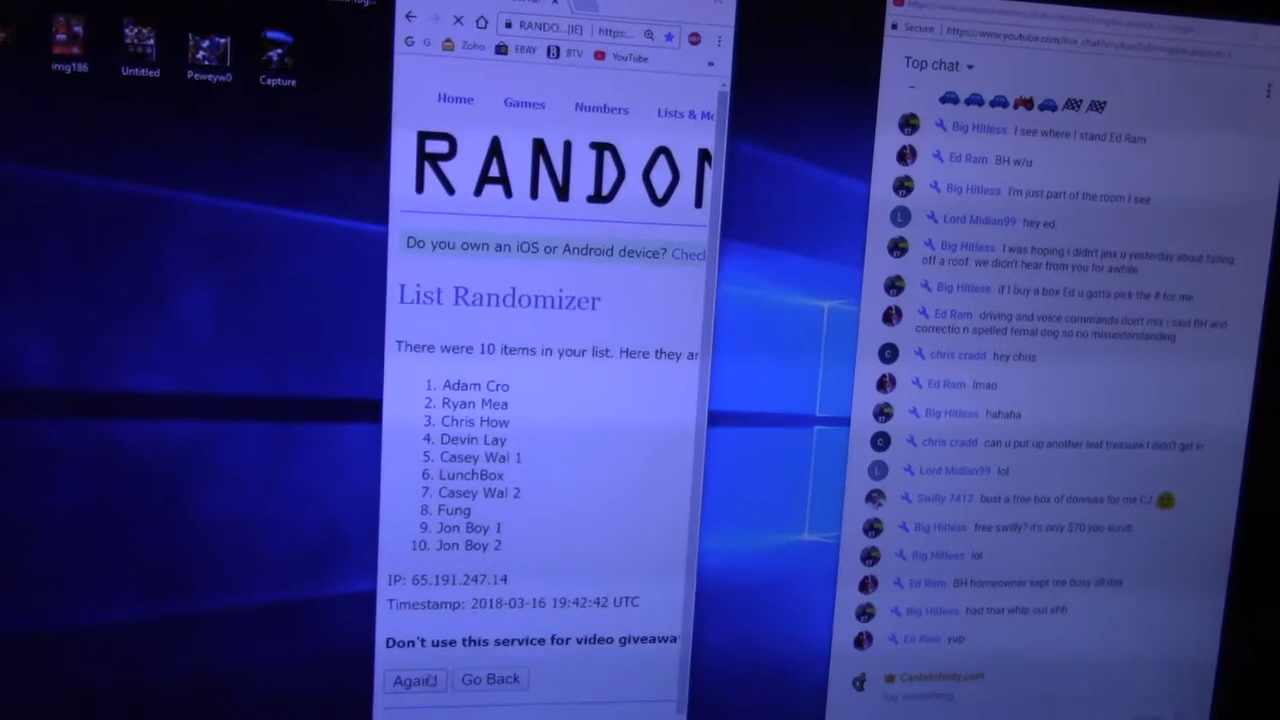 img186
Untitled
Peweyw0
Capture
RANDO... [IE]
https:...
G
Zoho
EBAY
BTV
YouTube
»
Home
Games
Numbers
Lists & Mo
RANDOM
Do you own an iOS or Android device? Check
List Randomizer
There were 10 items in your list. Here they ar
1. Adam Cro
2. Ryan Mea
3. Chris How
4. Devin Lay
5. Casey Wal 1
6. LunchBox
7. Casey Wal 2
8. Fung
9. Jon Boy 1
10. Jon Boy 2
IP: 65.191.247.14
Timestamp: 2018-03-16 19:42:42 UTC
Don't use this service for video giveawa
Again
Go Back
Secure
Top chat
Big Hitless I see where I stand Ed Ram
Ed Ram BH w/u
Big Hitless I'm just part of the room I see
Lord Midian99 hey ed
Big Hitless I was hoping I didn't jinx u yesterday about falling
off a roof. we didn't hear from you for awhile
Big Hitless if I buy a box Ed u gotta pick the # for me
Ed Ram driving and voice commands don't mix i said BH and
correctio n spelled femal dog so no misunderstanding
chris cradd hey chris
Ed Ram lmao
Big Hitless hahaha
chris cradd can u put up another leaf treasure I didn't get in
Lord Midian99 lol
Swilly 7412 bust a free box of donruss for me CJ
Big Hitless free swilly? it's only $70 you scrub
Big Hitless lol
Ed Ram BH homeowner kept me busy all day
Big Hitless had that whip out ehh
Ed Ram yup
CardsInfinity.com
Say something...